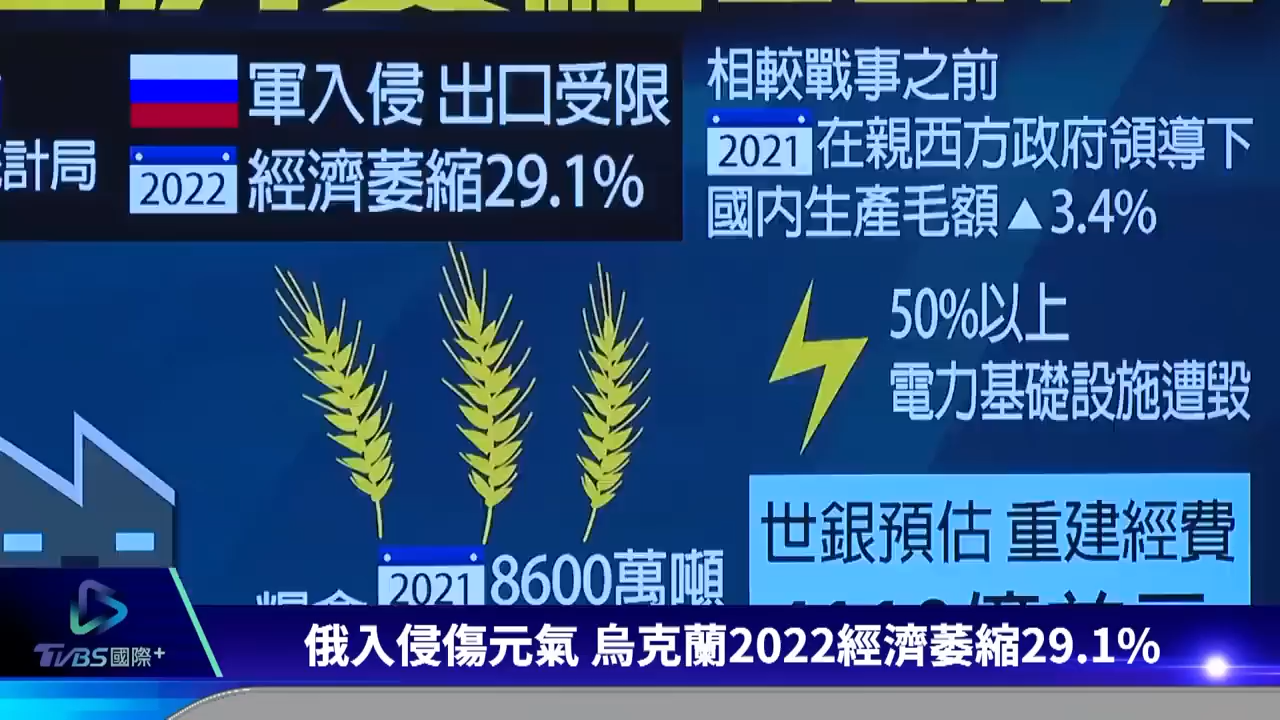 軍入侵 出口受限
計局
2022 經濟萎縮29.1%
相較戰事之前
2021 在親西方政府領導下
國内生產毛額▲3.4%
50%以上
電力基礎設施遭毀
世銀預估 重建經費
2021 8600萬噸
TVBS國際+
俄入侵傷元氣 烏克蘭2022經濟萎縮29.1%